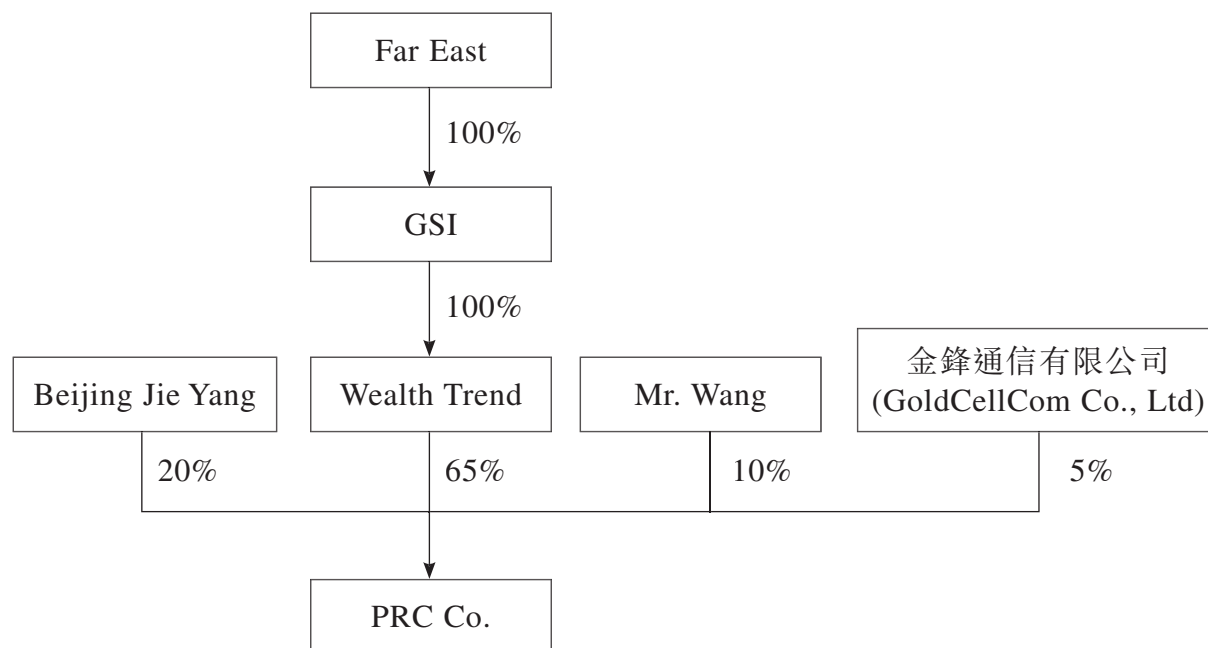 Far East
100%
GSI
100%
Beijing Jie Yang
Wealth Trend
Mr. Wang
金鋒通信有限公司
(GoldCellCom Co., Ltd)
20%
65%
10%
5%
PRC Co.